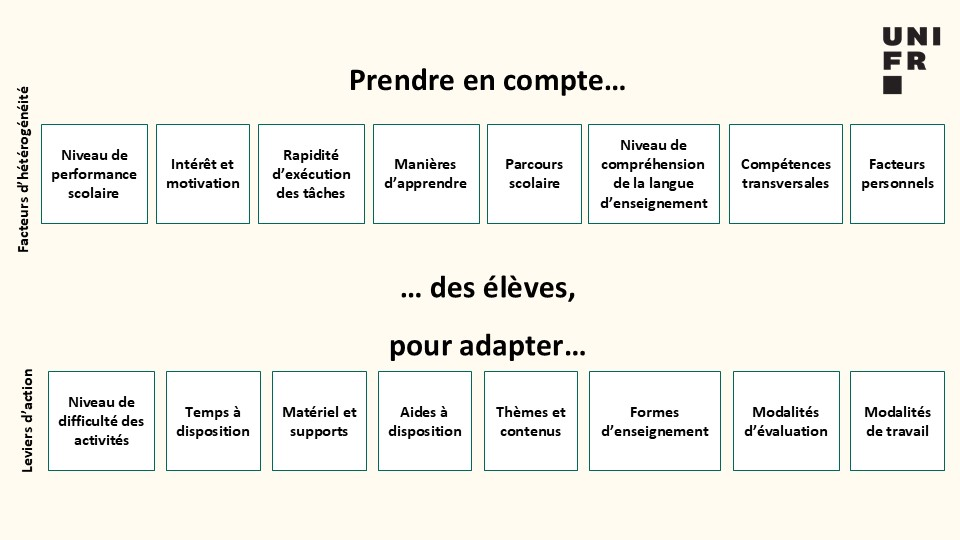 UNI
FR
Prendre en compte…
Facteurs d’hétérogénéité
Niveau de
performance
scolaire
Intérêt et
motivation
Rapidité
d’exécution
des tâches
Manières
d’apprendre
Parcours
scolaire
Niveau de
compréhension
de la langue
d’enseignement
Compétences
transversales
Facteurs
personnels
… des élèves,
pour adapter…
Leviers d’action
Niveau de
difficulté des
activités
Temps à
disposition
Matériel et
supports
Aides à
disposition
Thèmes et
contenus
Formes
d’enseignement
Modalités
d’évaluation
Modalités
de travail